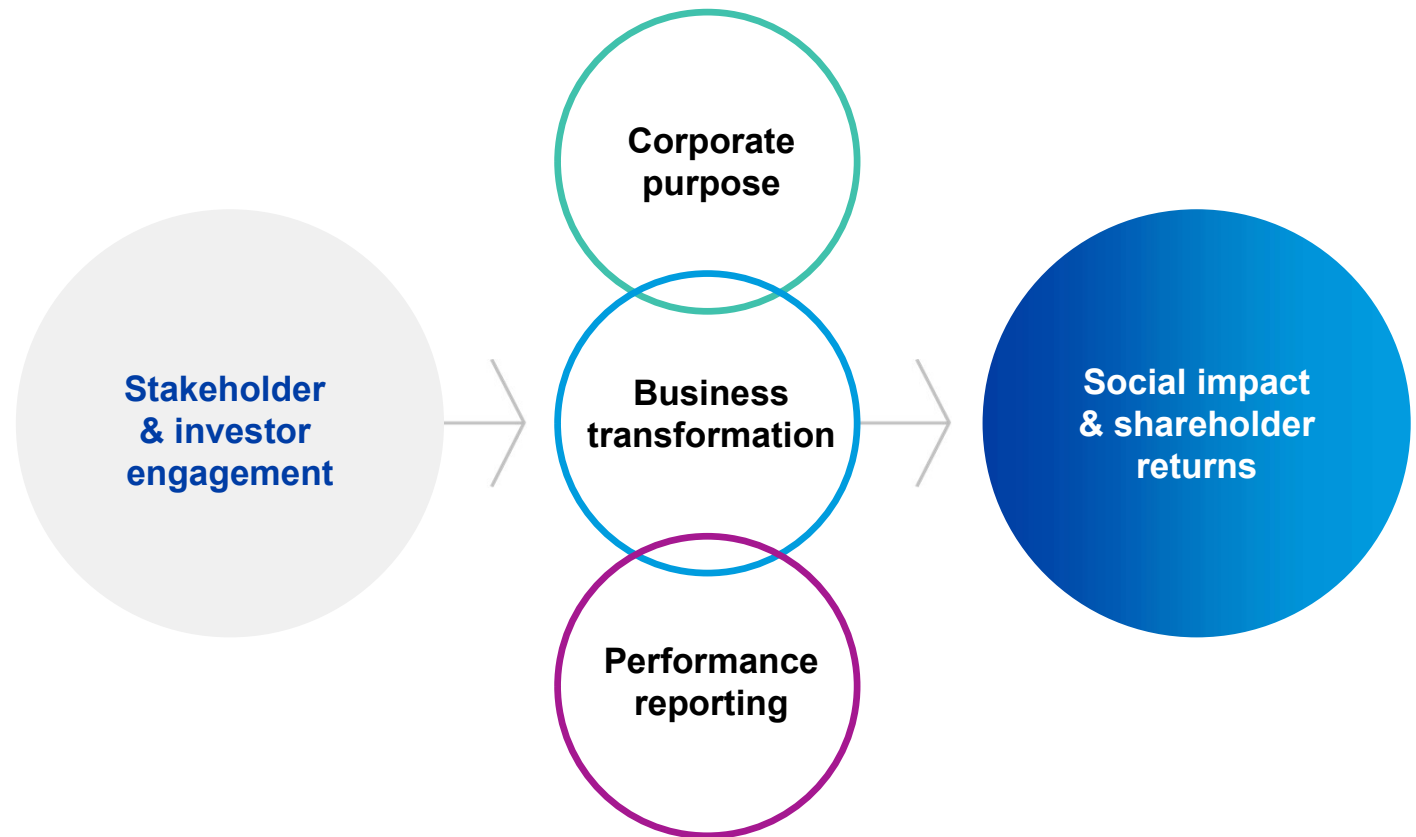 Stakeholder
& investor
engagement
Corporate
purpose
Business
transformation
Performance
reporting
Social impact
& shareholder
returns